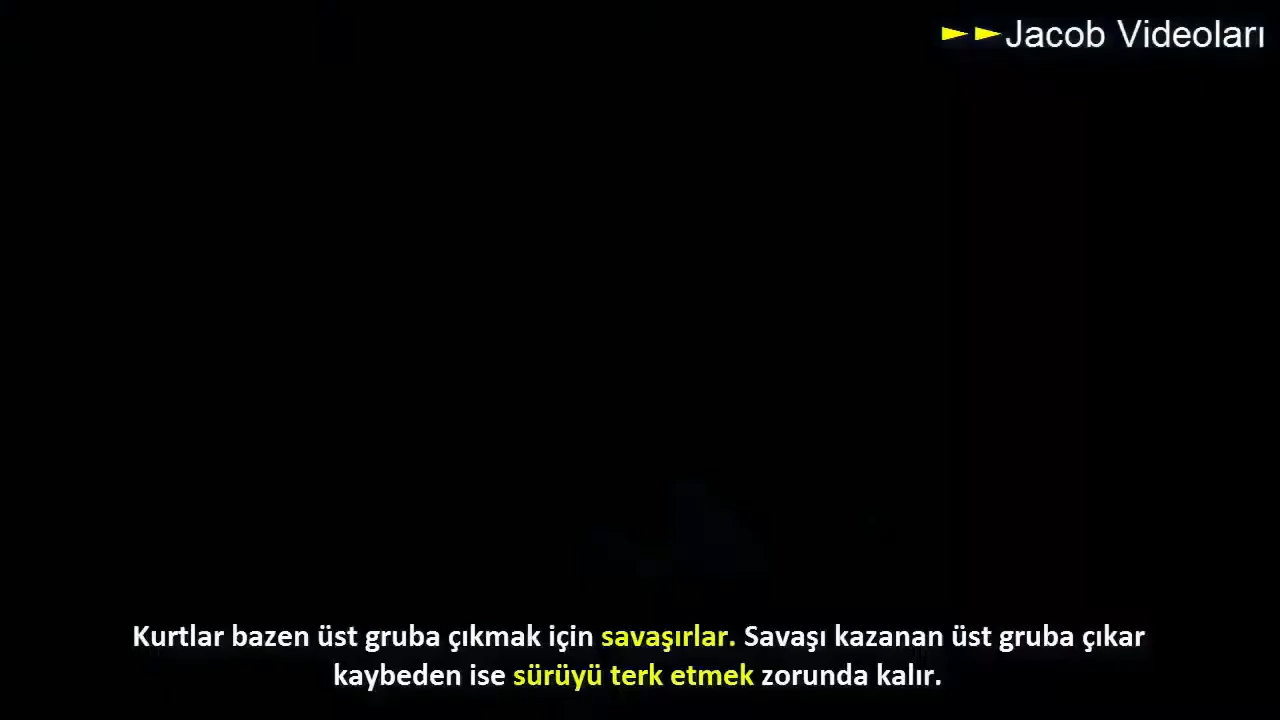 ►►Jacob Videoları
Kurtlar bazen üst gruba çıkmak için savaşırlar. Savaşı kazanan üst gruba çıkar
kaybeden ise sürüyü terk etmek zorunda kalır.